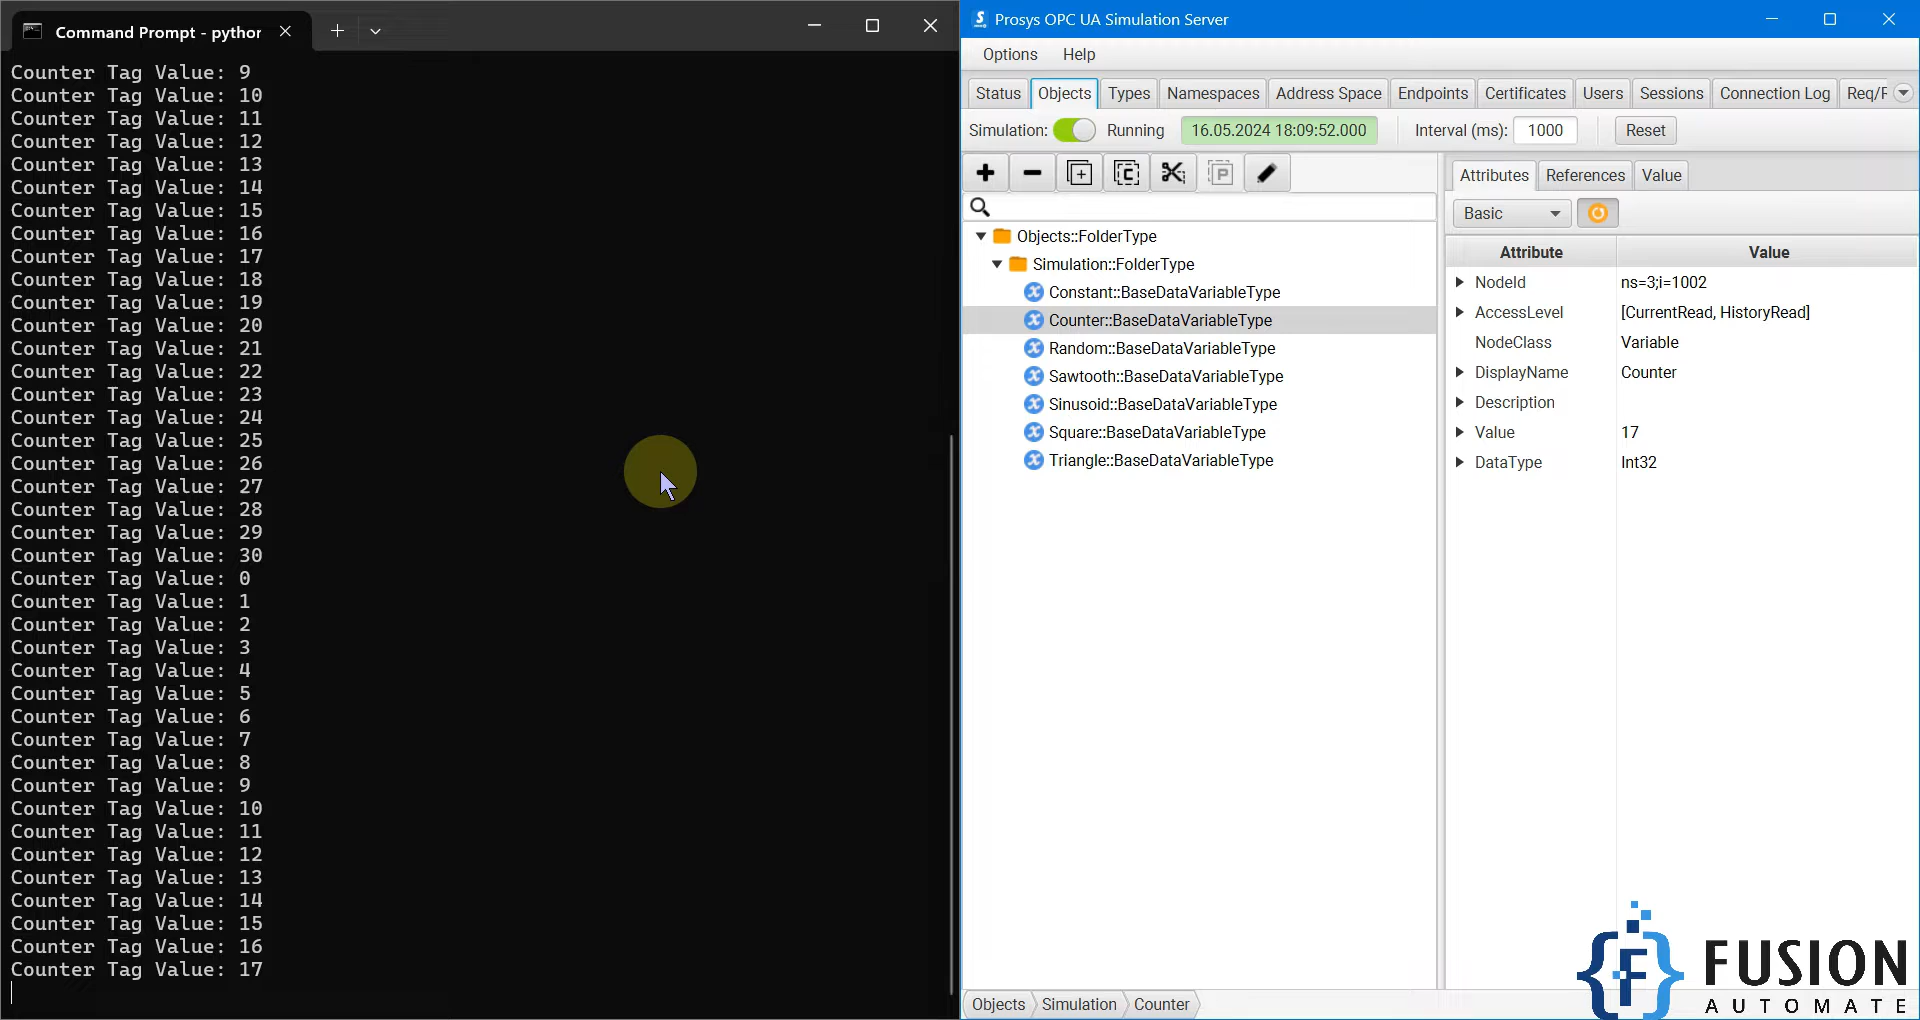 Command Prompt - python
Counter Tag Value: 9
Counter Tag Value: 10
Counter Tag Value: 11
Counter Tag Value: 12
Counter Tag Value: 13
Counter Tag Value: 14
Counter Tag Value: 15
Counter Tag Value: 16
Counter Tag Value: 17
Counter Tag Value: 18
Counter Tag Value: 19
Counter Tag Value: 20
Counter Tag Value: 21
Counter Tag Value: 22
Counter Tag Value: 23
Counter Tag Value: 24
Counter Tag Value: 25
Counter Tag Value: 26
Counter Tag Value: 27
Counter Tag Value: 28
Counter Tag Value: 29
Counter Tag Value: 30
Counter Tag Value: 0
Counter Tag Value: 1
Counter Tag Value: 2
Counter Tag Value: 3
Counter Tag Value: 4
Counter Tag Value: 5
Counter Tag Value: 6
Counter Tag Value: 7
Counter Tag Value: 8
Counter Tag Value: 9
Counter Tag Value: 10
Counter Tag Value: 11
Counter Tag Value: 12
Counter Tag Value: 13
Counter Tag Value: 14
Counter Tag Value: 15
Counter Tag Value: 16
Counter Tag Value: 17
Prosys OPC UA Simulation Server
Options Help
Status Objects Types Namespaces Address Space Endpoints Certificates Users Sessions Connection Log Req/R
Simulation: Running 16.05.2024 18:09:52.000 Interval (ms): 1000 Reset
Objects::FolderType
Simulation::FolderType
Constant::BaseDataVariableType
Counter::BaseDataVariableType
Random::BaseDataVariableType
Sawtooth::BaseDataVariableType
Sinusoid::BaseDataVariableType
Square::BaseDataVariableType
Triangle::BaseDataVariableType
Objects Simulation Counter
Attributes References Value
Basic
Attribute Value
NodeId ns=3;i=1002
AccessLevel [CurrentRead, HistoryRead]
NodeClass Variable
DisplayName Counter
Description
Value 17
DataType Int32
FUSION
AUTOMATE